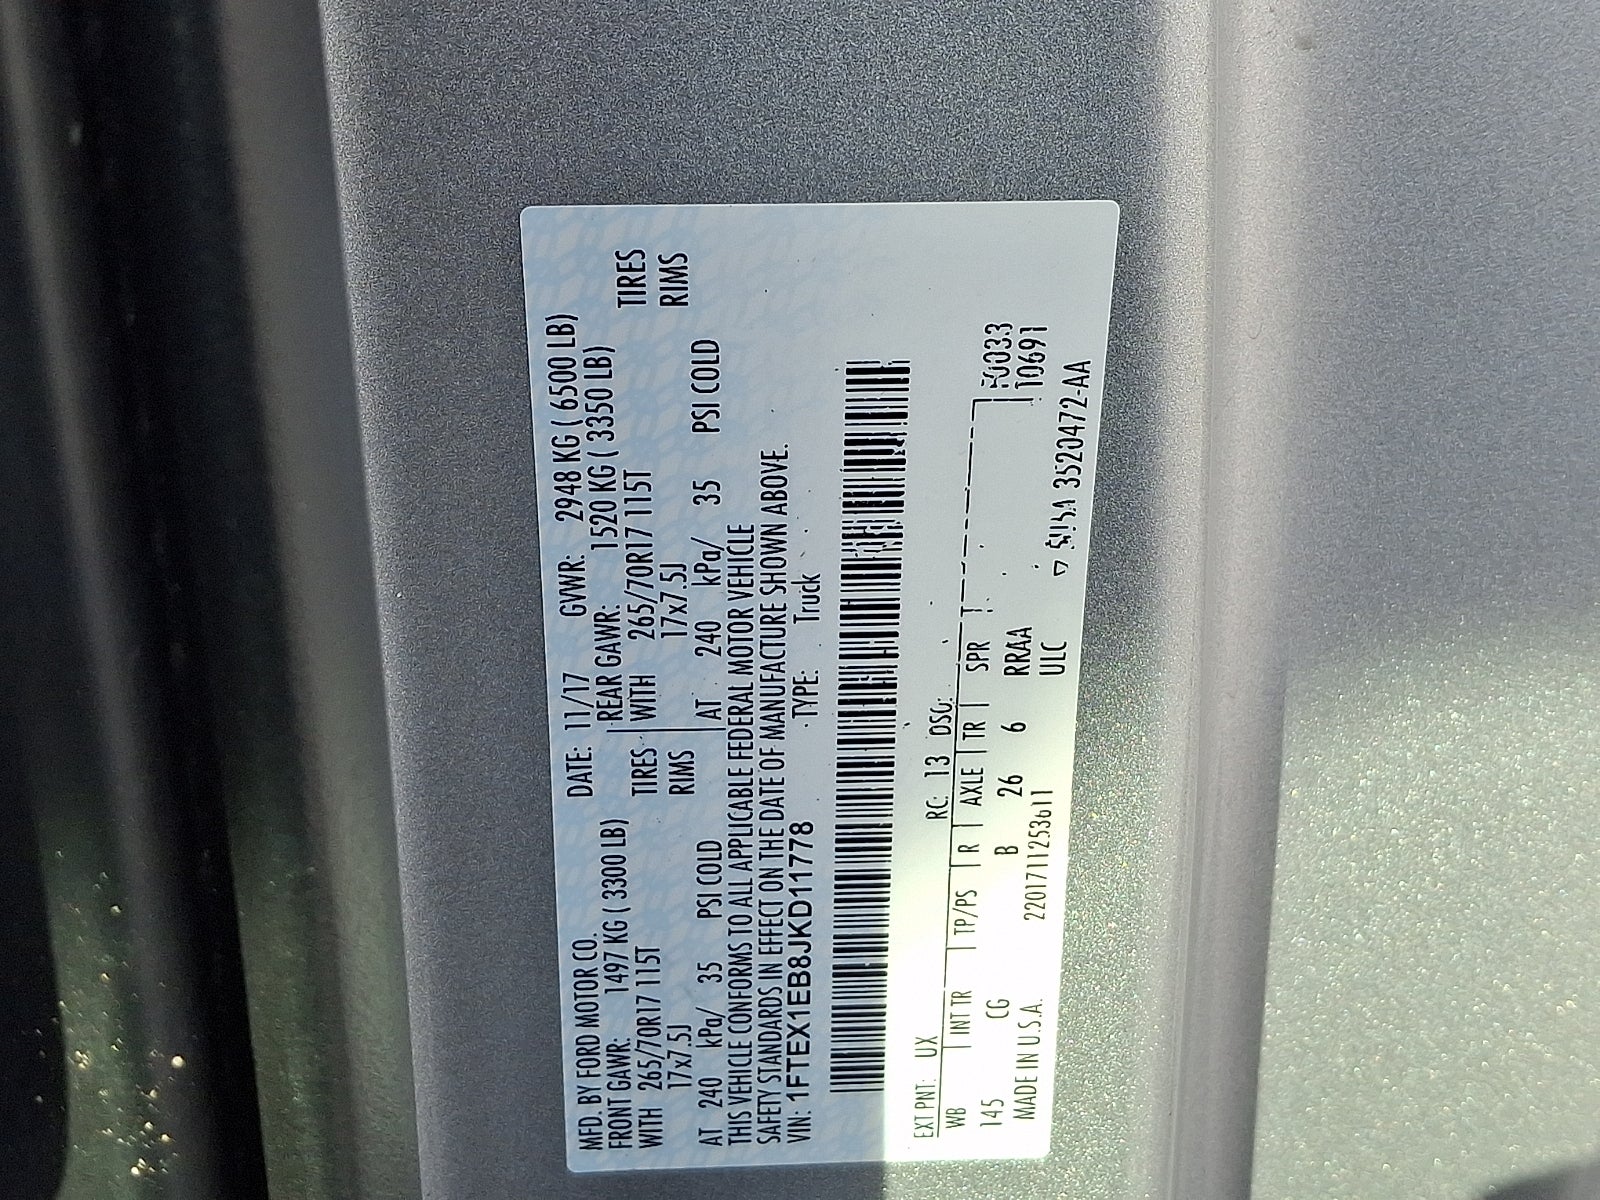 MFD. BY FORD MOTOR CO. DATE: 11/17 GVWR: 2948 KG ( 6500 LB)
FRONT GAWR: 1497 KG ( 3300 LB) REAR GAWR: 1520 KG ( 3350 LB)
WITH 265/70R17 115T TIRES WITH 265/70R17 115T TIRES
17x7.5J RIMS 17x7.5J RIMS
AT 240 kPa/ 35 PSI COLD AT 240 kPa/ 35 PSI COLD
THIS VEHICLE CONFORMS TO ALL APPLICABLE FEDERAL MOTOR VEHICLE
SAFETY STANDARDS IN EFFECT ON THE DATE OF MANUFACTURE SHOWN ABOVE.
VIN: 1FTEX1EB8JKD11778 TYPE: Truck
EXT PNT: UX RC: 13 DSO:
WB INT TR TP/PS R AXLE TR SPR F0033
145 CG B 26 6 RRAA 10691
MADE IN U.S.A. 2201711253611 ULC
3520472-AA